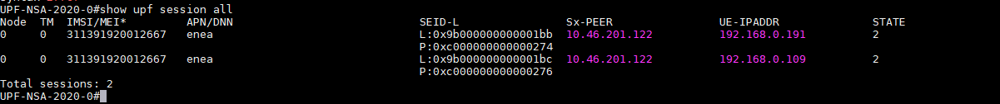 UPF-NSA-2020-0#show upf session all
Node TM IMSI/MEI* APN/DNN SEID-L Sx-PEER UE-IPADDR STATE
0 0 311391920012667 enea L:0x9b000000000001bb 10.46.201.122 192.168.0.191 2
P:0xc000000000000274
0 0 311391920012667 enea L:0x9b000000000001bc 10.46.201.122 192.168.0.109 2
P:0xc000000000000276
Total sessions: 2
UPF-NSA-2020-0#